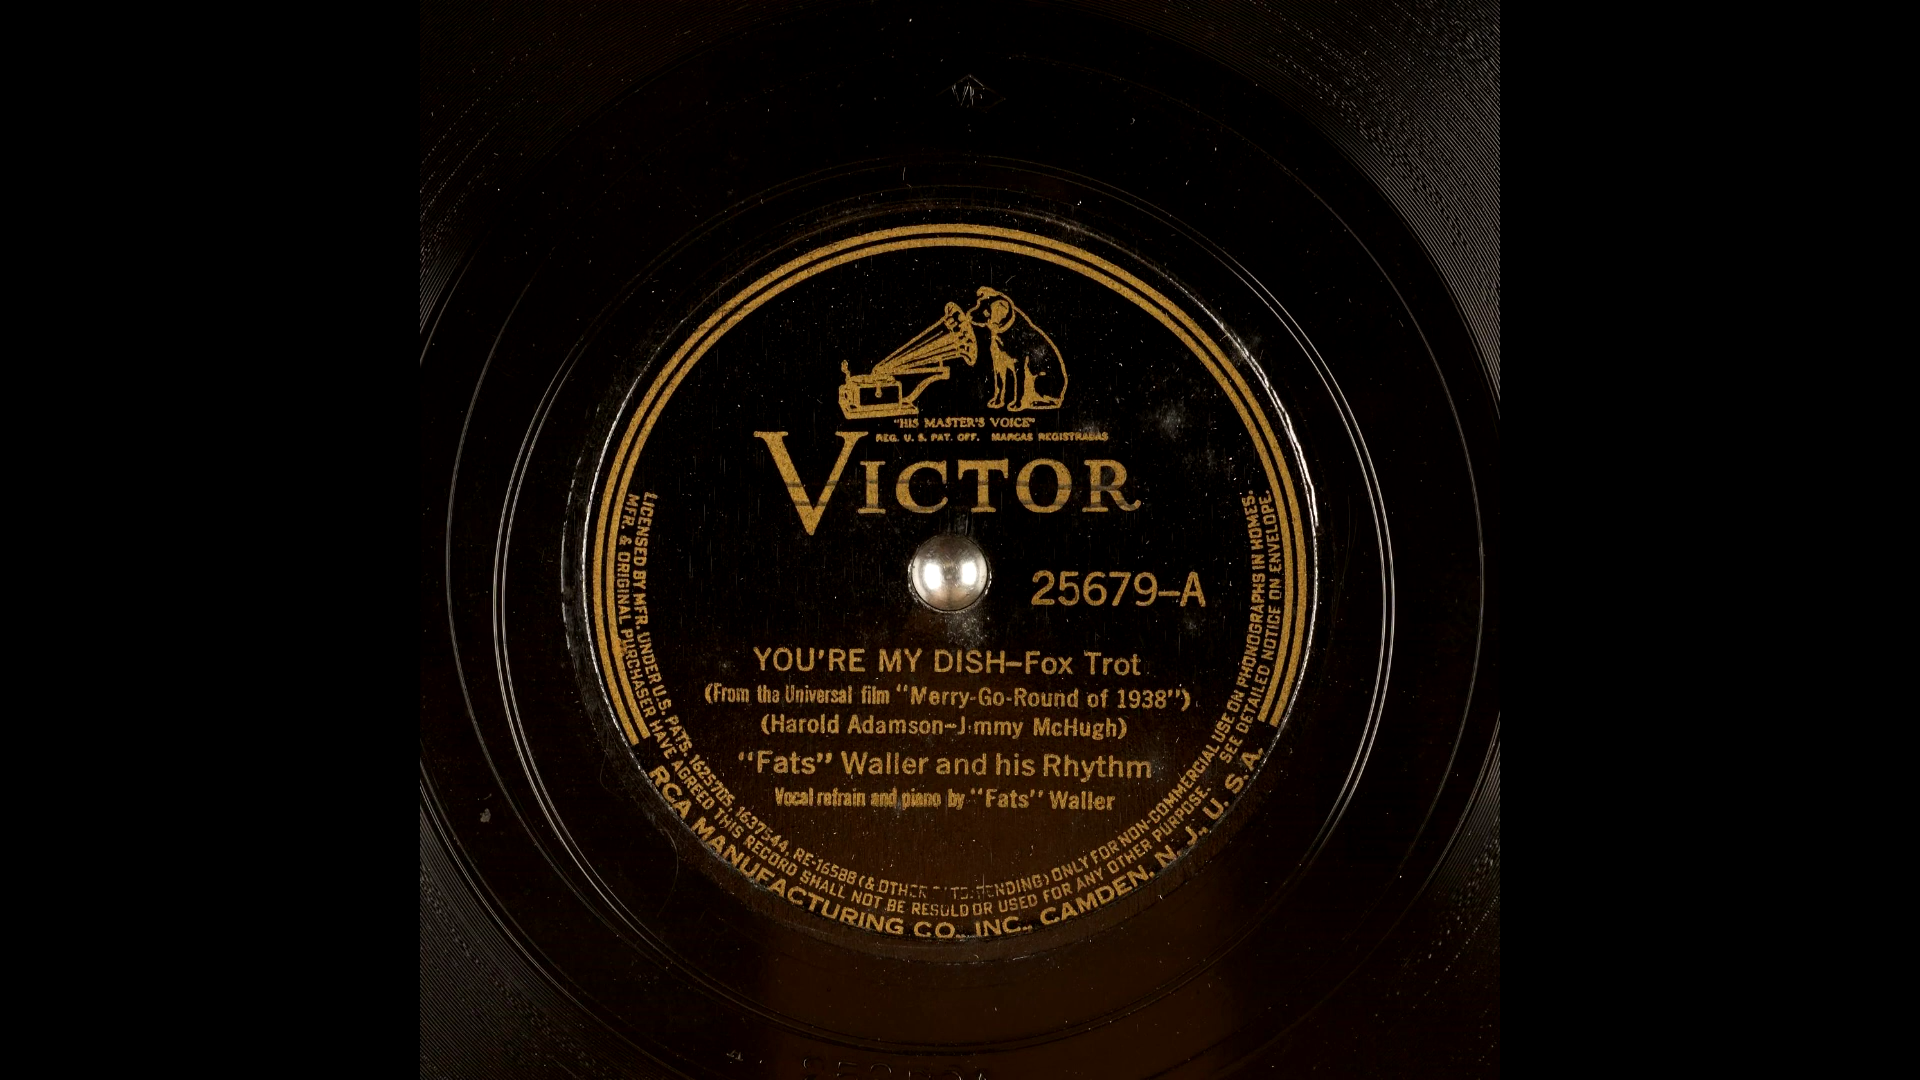 "HIS MASTER'S VOICE"
REG. U. S. PAT. OFF. MARCAS REGISTRADAS
VICTOR
25679–A
YOU'RE MY DISH–Fox Trot
(From the Universal film "Merry-Go-Round of 1938")
(Harold Adamson–Jimmy McHugh)
"Fats" Waller and his Rhythm
Vocal refrain and piano by "Fats" Waller
LICENSED BY MFR. UNDER U.S. PATS. 1625705, 1637544, RE-16588 (& OTHER PENDING) ONLY FOR NON-COMMERCIAL USE ON PHONOGRAPHS IN HOMES.
MFR. & ORIGINAL PURCHASER HAVE AGREED THIS RECORD SHALL NOT BE RESOLD OR USED FOR ANY OTHER PURPOSE. SEE DETAILED NOTICE ON ENVELOPE.
RCA MANUFACTURING CO., INC., CAMDEN, N. J., U. S. A.